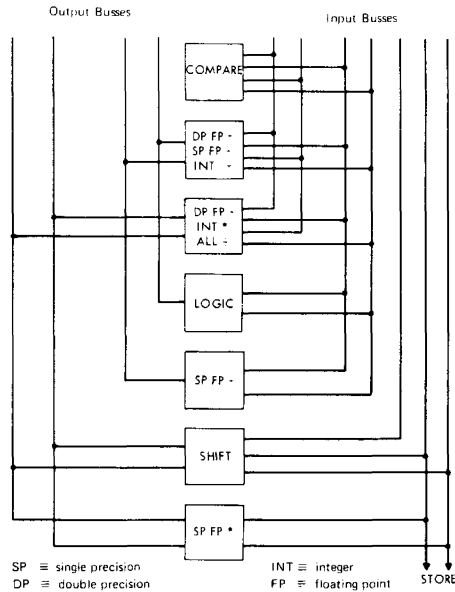 Output Busses
Input Busses
COMPARE
DP FP -
SP FP -
INT -
DP FP -
INT *
ALL ÷
LOGIC
SP FP -
SHIFT
SP FP *
SP ≡ single precision
DP ≡ double precision
INT ≡ integer
FP ≡ floating point
STORE